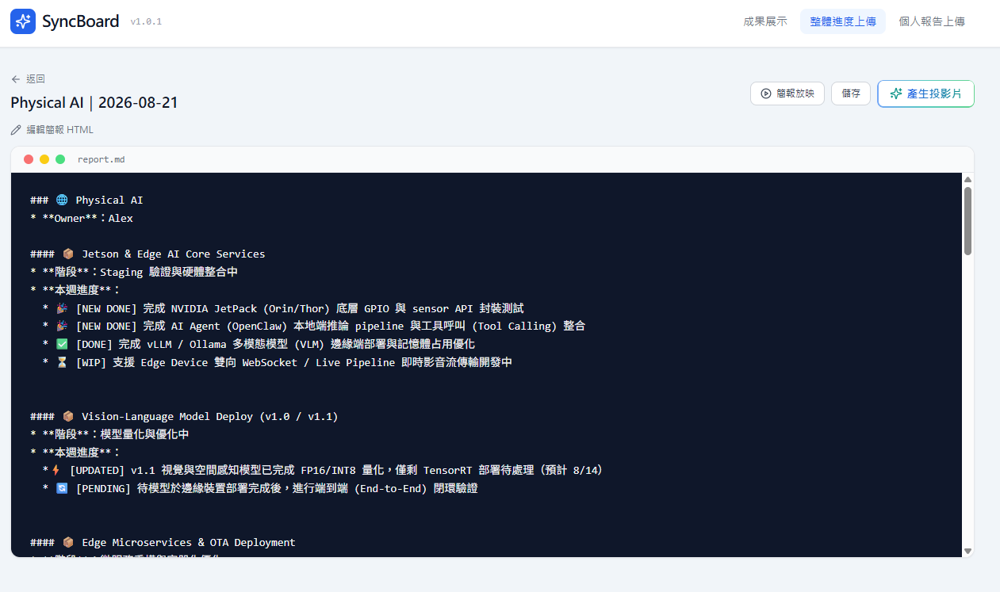 SyncBoard v1.0.1
成果展示 整體進度上傳 個人報告上傳
← 返回
Physical AI | 2026-08-21
簡報放映 儲存 產生投影片
編輯簡報 HTML
report.md
### 🌐 Physical AI
* **Owner**：Alex
#### 📦 Jetson & Edge AI Core Services
* **階段**：Staging 驗證與硬體整合中
* **本週進度**：
* 🎉 [NEW DONE] 完成 NVIDIA JetPack (Orin/Thor) 底層 GPIO 與 sensor API 封裝測試
* 🎉 [NEW DONE] 完成 AI Agent (OpenClaw) 本地端推論 pipeline 與工具呼叫 (Tool Calling) 整合
* ✅ [DONE] 完成 vLLM / Ollama 多模態模型 (VLM) 邊緣端部署與記憶體占用優化
* ⏳ [WIP] 支援 Edge Device 雙向 WebSocket / Live Pipeline 即時影音流傳輸開發中
#### 📦 Vision-Language Model Deploy (v1.0 / v1.1)
* **階段**：模型量化與優化中
* **本週進度**：
*⚡ [UPDATED] v1.1 視覺與空間感知模型已完成 FP16/INT8 量化，僅剩 TensorRT 部署待處理（預計 8/14）
* 🔄 [PENDING] 待模型於邊緣裝置部署完成後，進行端到端 (End-to-End) 閉環驗證
#### 📦 Edge Microservices & OTA Deployment